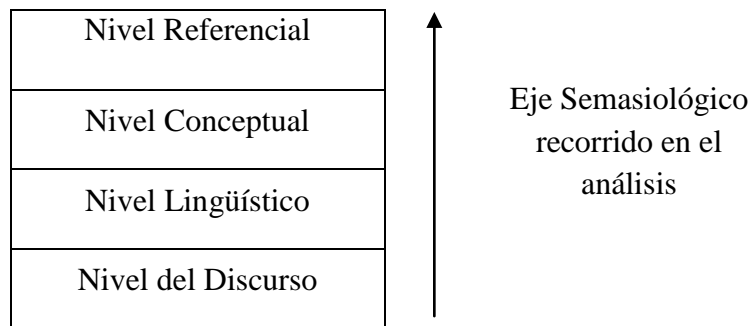 Nivel Referencial
Nivel Conceptual
Nivel Lingüístico
Nivel del Discurso
Eje Semasiológico
recorrido en el
análisis